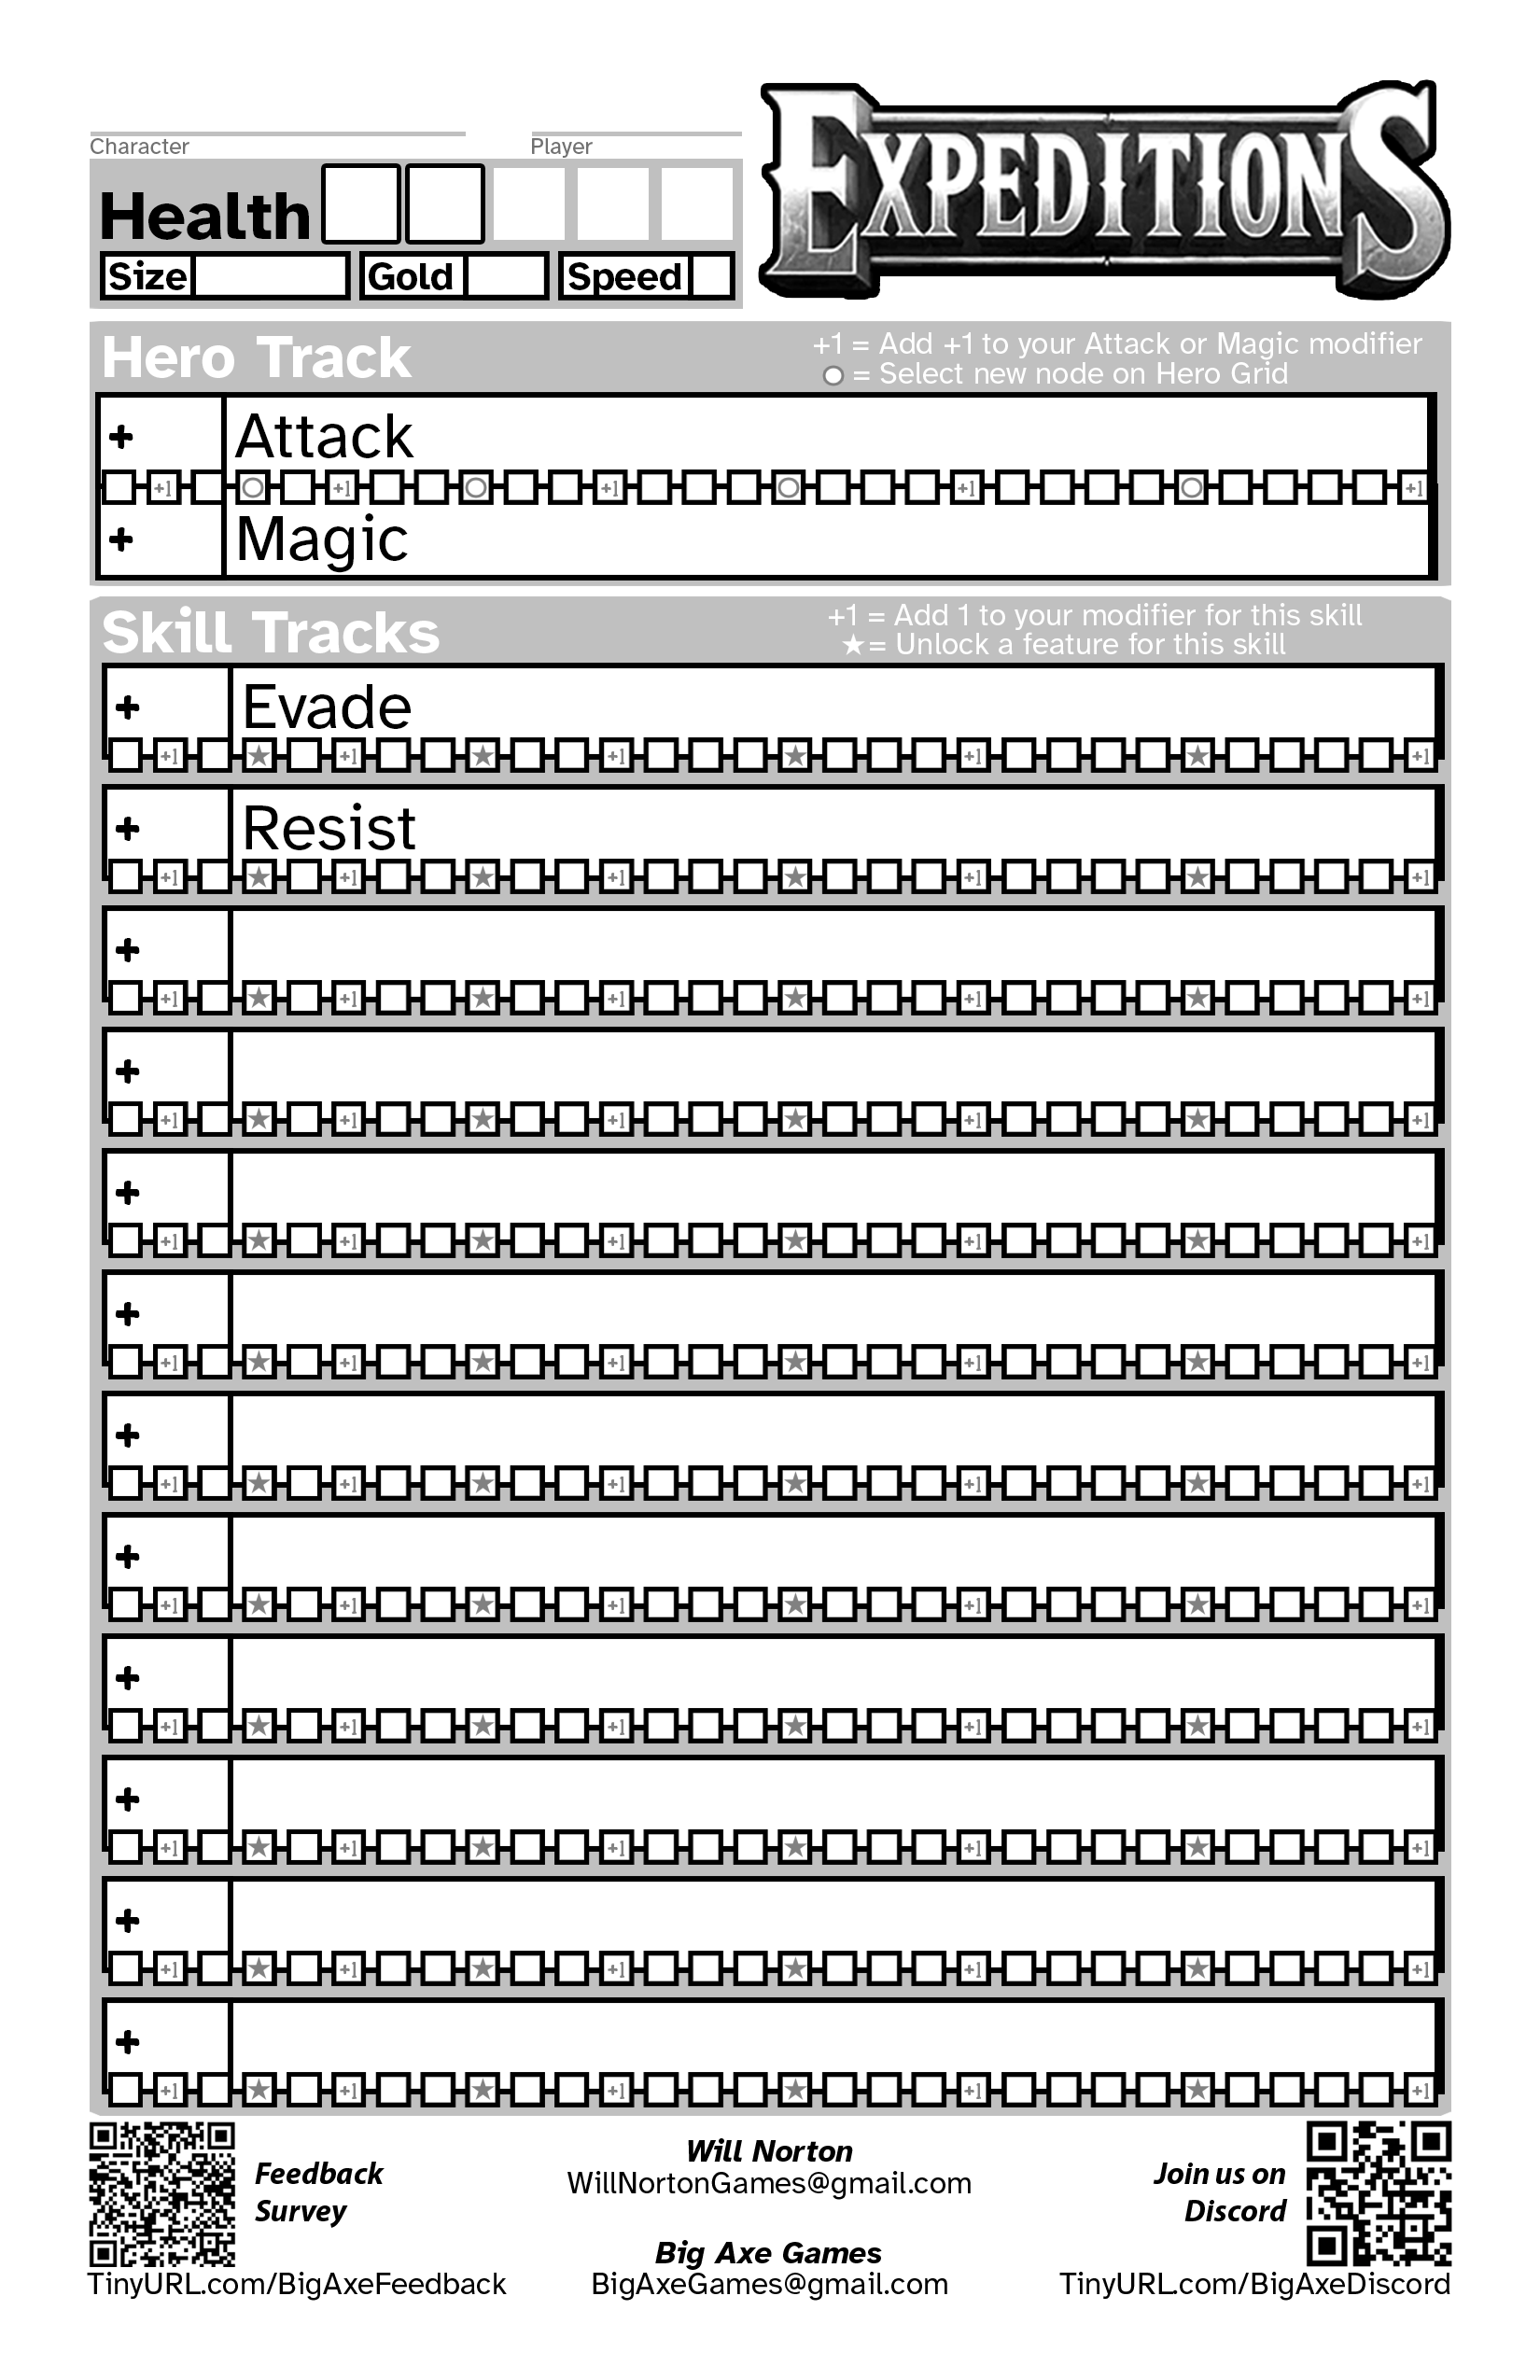 EXPEDITIONS
Character Player
Health
Size Gold Speed
Hero Track
+1 = Add +1 to your Attack or Magic modifier
○ = Select new node on Hero Grid
+ Attack
+1 +1 +1 +1 +1
+ Magic
Skill Tracks
+1 = Add 1 to your modifier for this skill
★ = Unlock a feature for this skill
+ Evade
+1 ★ +1 ★ +1 ★ +1 ★ +1
+ Resist
+1 ★ +1 ★ +1 ★ +1 ★ +1
+
+1 ★ +1 ★ +1 ★ +1 ★ +1
+
+1 ★ +1 ★ +1 ★ +1 ★ +1
+
+1 ★ +1 ★ +1 ★ +1 ★ +1
+
+1 ★ +1 ★ +1 ★ +1 ★ +1
+
+1 ★ +1 ★ +1 ★ +1 ★ +1
+
+1 ★ +1 ★ +1 ★ +1 ★ +1
+
+1 ★ +1 ★ +1 ★ +1 ★ +1
+
+1 ★ +1 ★ +1 ★ +1 ★ +1
+
+1 ★ +1 ★ +1 ★ +1 ★ +1
+
+1 ★ +1 ★ +1 ★ +1 ★ +1
Feedback
Survey
TinyURL.com/BigAxeFeedback
Will Norton
WillNortonGames@gmail.com
Big Axe Games
BigAxeGames@gmail.com
Join us on
Discord
TinyURL.com/BigAxeDiscord